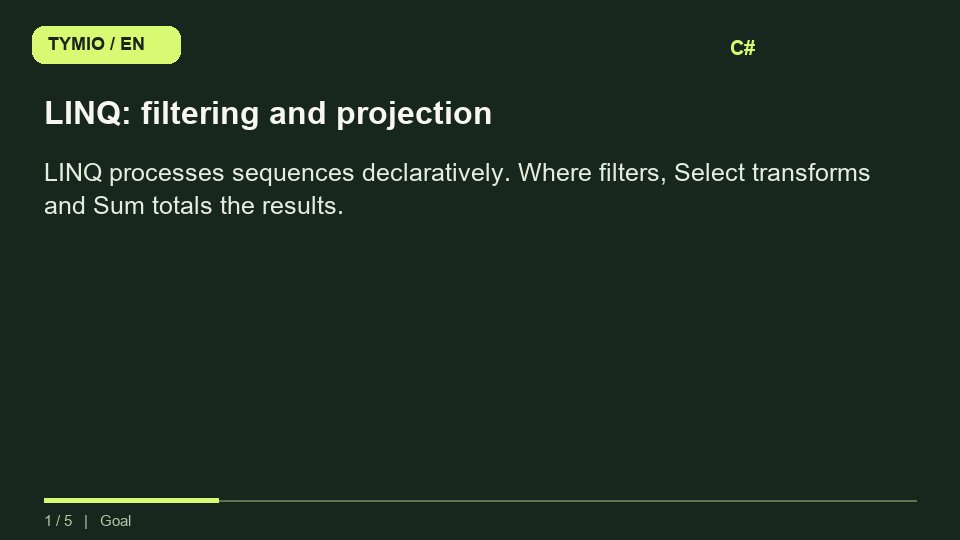 TYMIO / EN
C#
LINQ: filtering and projection
LINQ processes sequences declaratively. Where filters, Select transforms
and Sum totals the results.
1 / 5 | Goal